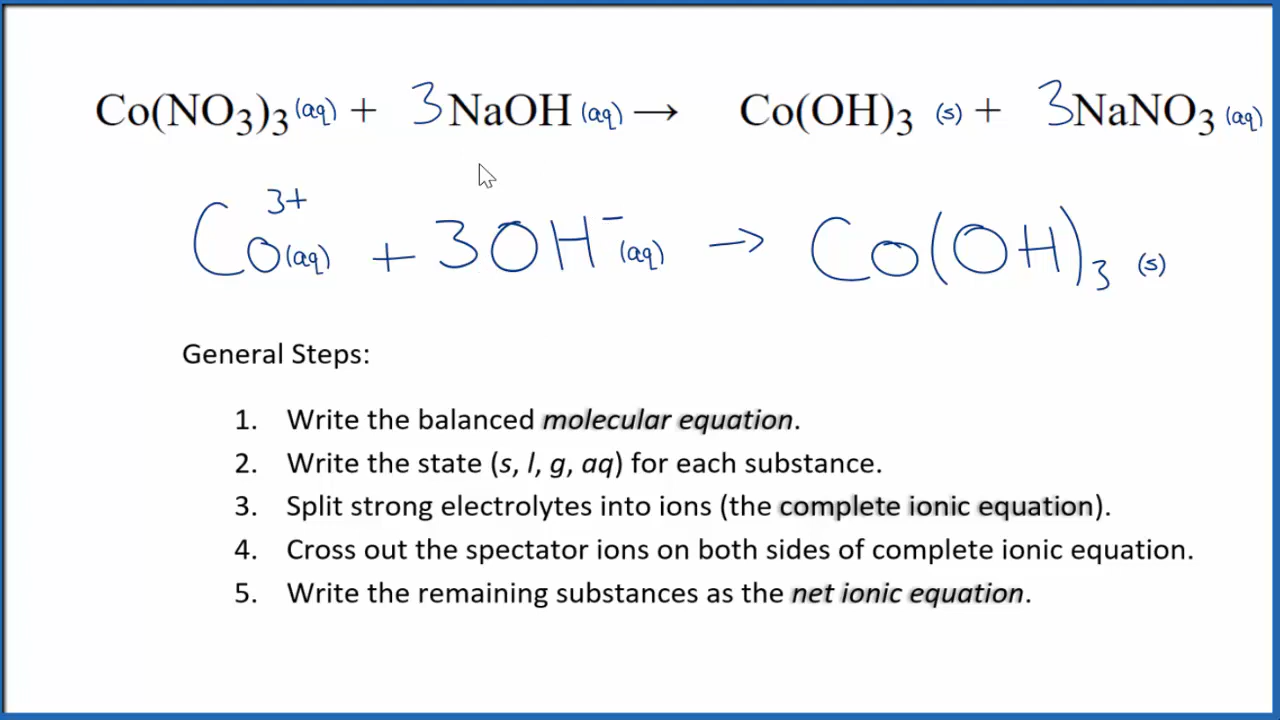 Co(NO₃)₃ (aq) + 3NaOH (aq) → Co(OH)₃ (s) + 3NaNO₃ (aq)
Co³⁺(aq) + 3OH⁻(aq) → Co(OH)₃ (s)
General Steps:
1. Write the balanced molecular equation.
2. Write the state (s, l, g, aq) for each substance.
3. Split strong electrolytes into ions (the complete ionic equation).
4. Cross out the spectator ions on both sides of complete ionic equation.
5. Write the remaining substances as the net ionic equation.